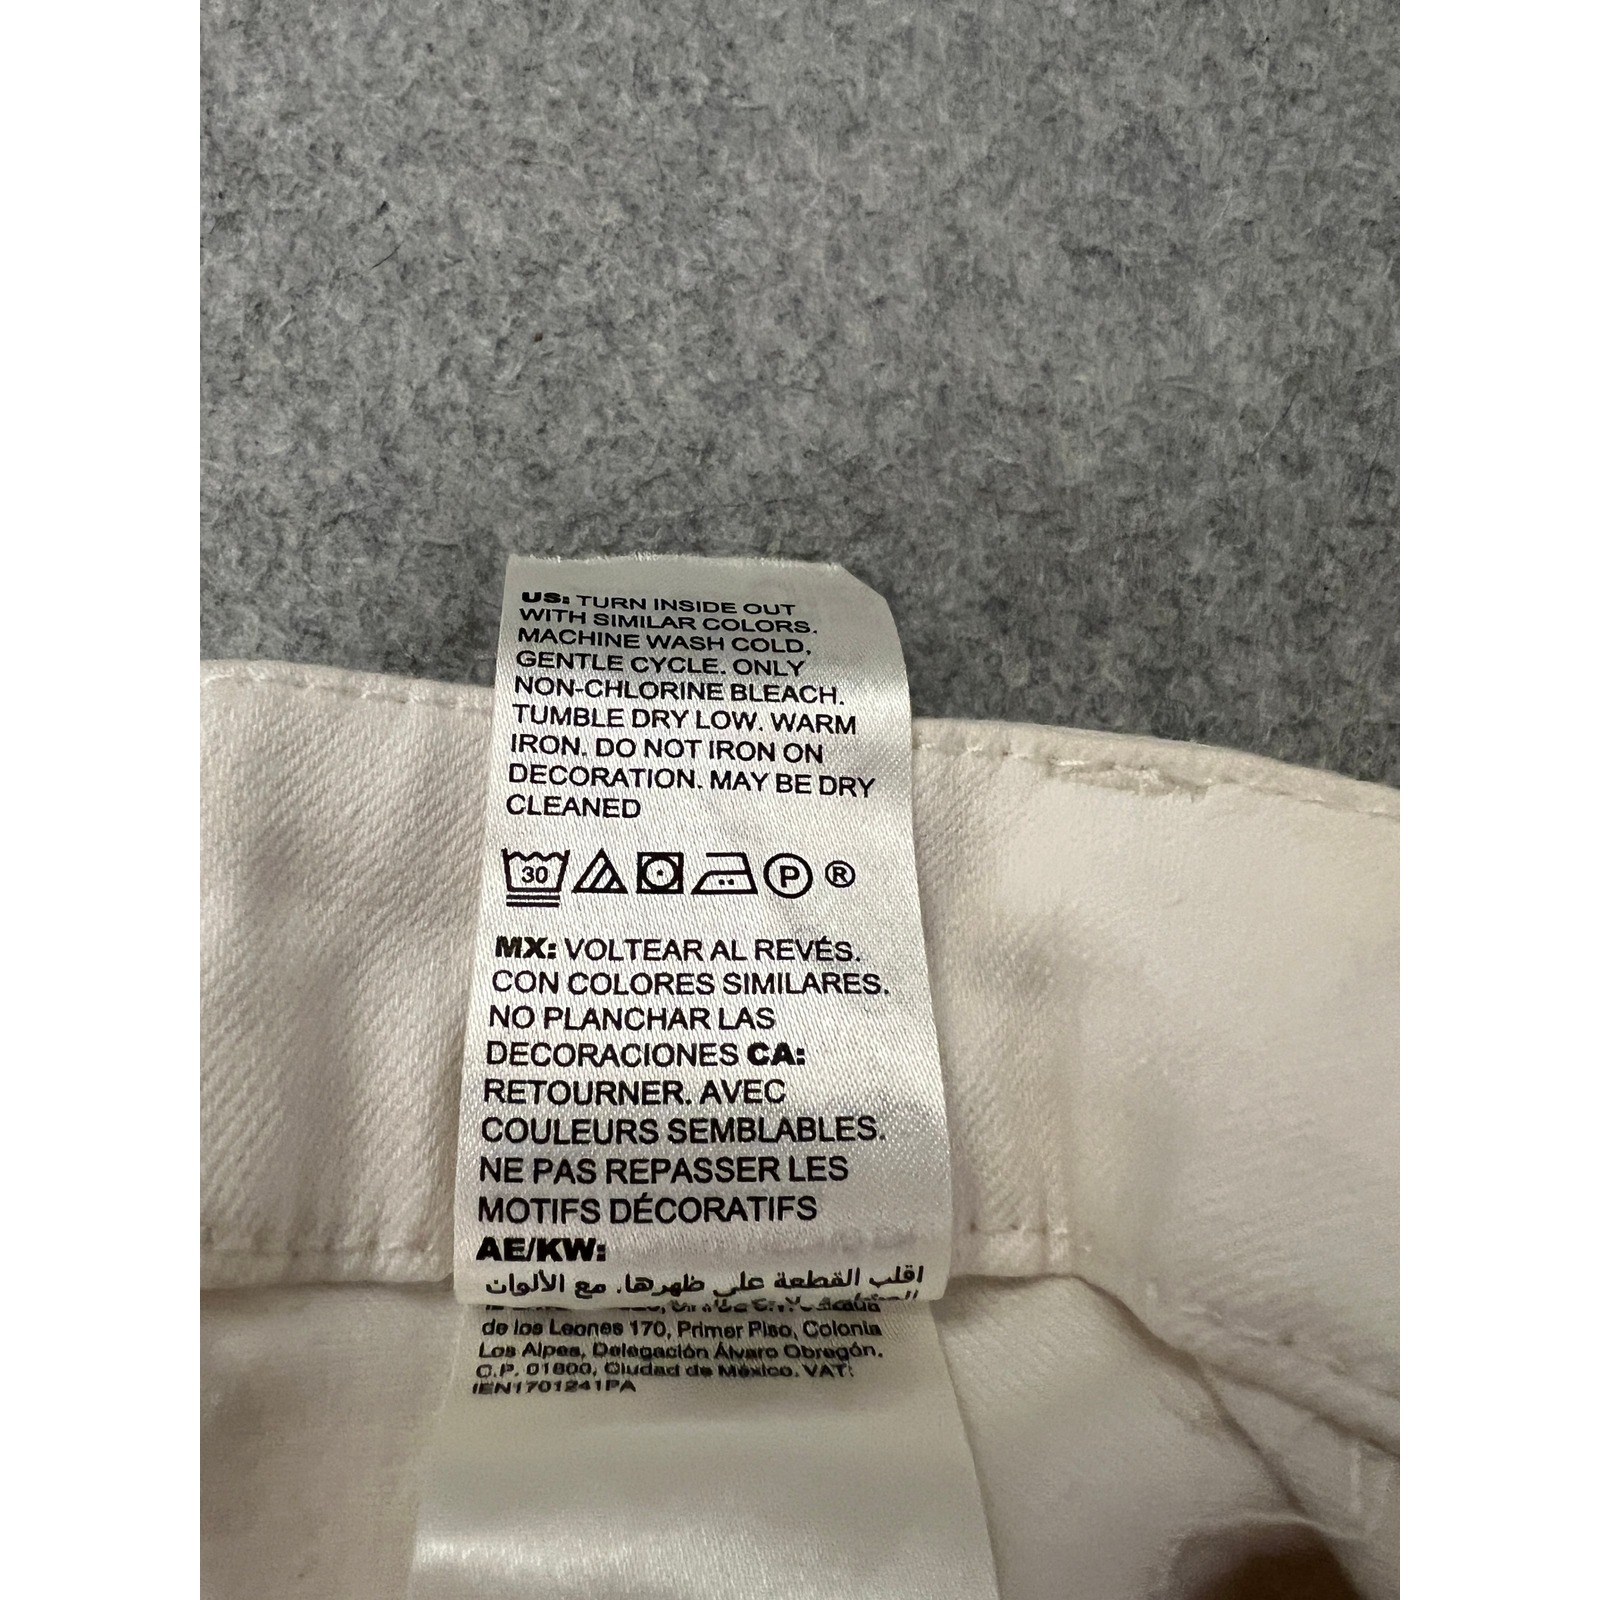 US: TURN INSIDE OUT
WITH SIMILAR COLORS.
MACHINE WASH COLD,
GENTLE CYCLE. ONLY
NON-CHLORINE BLEACH.
TUMBLE DRY LOW. WARM
IRON. DO NOT IRON ON
DECORATION. MAY BE DRY
CLEANED
30 P ®
MX: VOLTEAR AL REVÉS.
CON COLORES SIMILARES.
NO PLANCHAR LAS
DECORACIONES CA:
RETOURNER. AVEC
COULEURS SEMBLABLES.
NE PAS REPASSER LES
MOTIFS DÉCORATIFS
AE/KW:
اقلب القطعة على ظهرها. مع الألوان
de los Leones 170, Primer Piso, Colonia
Los Alpes, Delegación Álvaro Obregón,
C.P. 01800, Ciudad de México. VAT:
IEN1701241PA